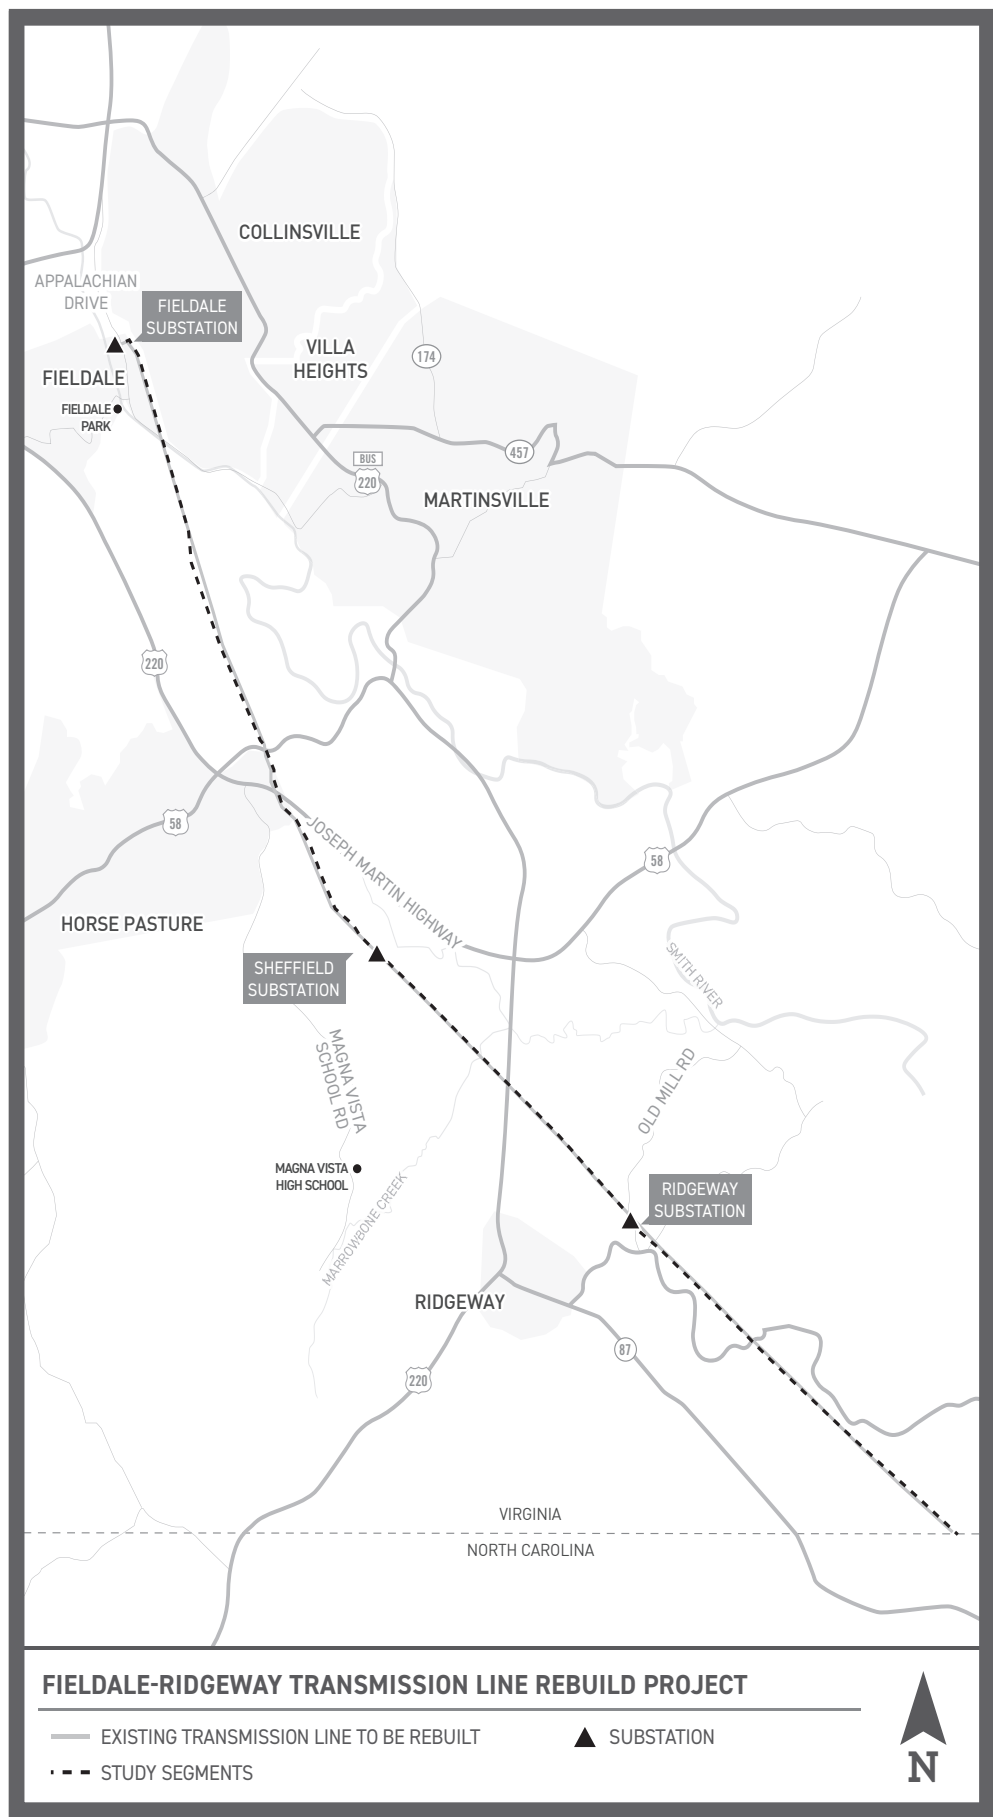 COLLINSVILLE
APPALACHIAN
DRIVE
FIELDALE
SUBSTATION
VILLA
HEIGHTS
174
FIELDALE
FIELDALE
PARK
457
BUS
220
MARTINSVILLE
220
58
JOSEPH MARTIN HIGHWAY
58
HORSE PASTURE
SHEFFIELD
SUBSTATION
SMITH RIVER
MAGNA VISTA
SCHOOL RD
OLD MILL RD
MAGNA VISTA
HIGH SCHOOL
MARROWBONE CREEK
RIDGEWAY
SUBSTATION
RIDGEWAY
87
220
VIRGINIA
NORTH CAROLINA
FIELDALE-RIDGEWAY TRANSMISSION LINE REBUILD PROJECT
EXISTING TRANSMISSION LINE TO BE REBUILT
SUBSTATION
STUDY SEGMENTS
N